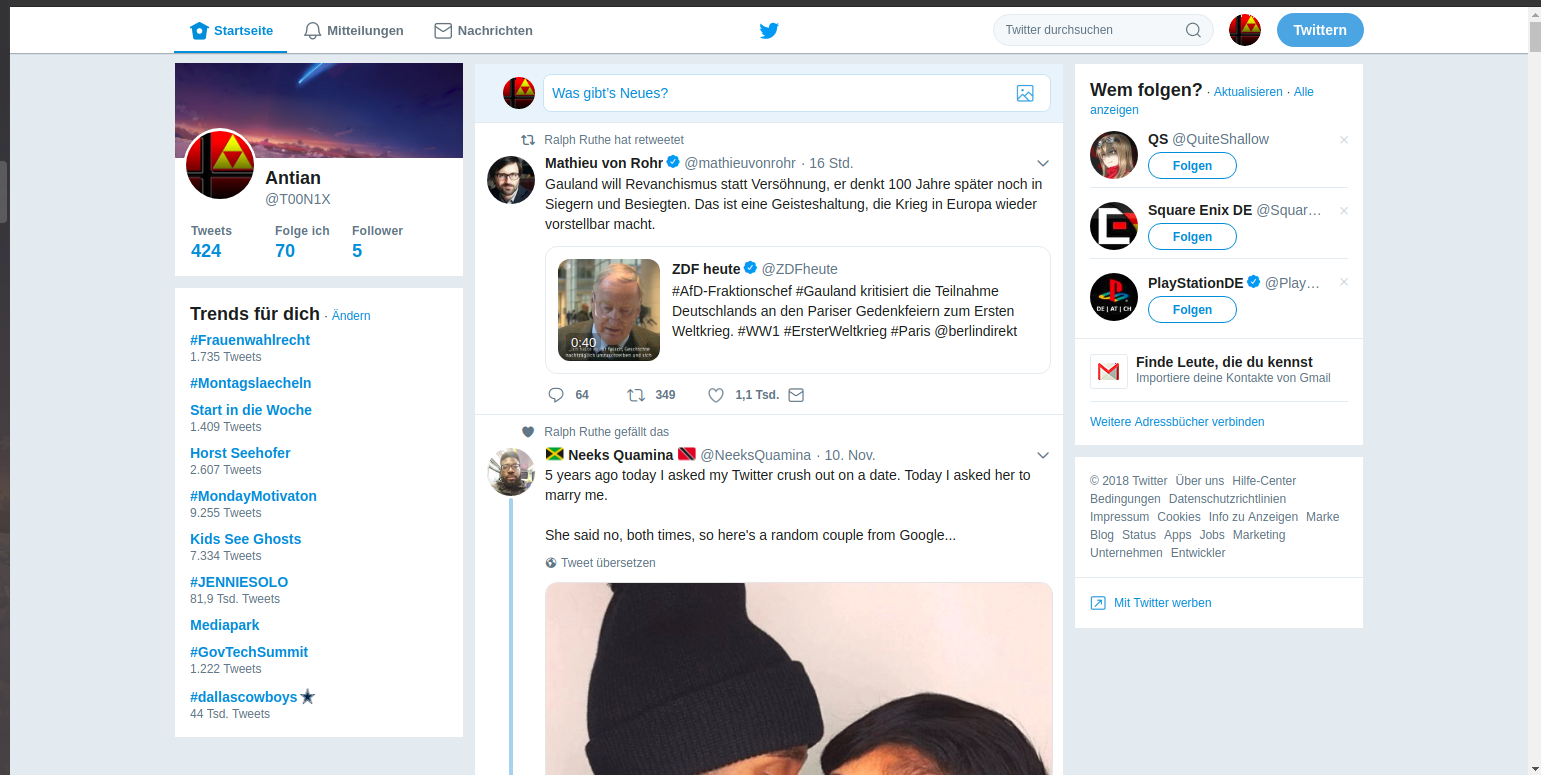 Startseite
Mitteilungen
Nachrichten
Twitter durchsuchen
Twittern
Antian
@T00N1X
Tweets Folge ich Follower
424 70 5
Trends für dich · Ändern
#Frauenwahlrecht
1.735 Tweets
#Montagslaecheln
Start in die Woche
1.409 Tweets
Horst Seehofer
2.607 Tweets
#MondayMotivaton
9.255 Tweets
Kids See Ghosts
7.334 Tweets
#JENNIESOLO
81,9 Tsd. Tweets
Mediapark
#GovTechSummit
1.222 Tweets
#dallascowboys
44 Tsd. Tweets
Was gibt's Neues?
Ralph Ruthe hat retweetet
Mathieu von Rohr @mathieuvonrohr · 16 Std.
Gauland will Revanchismus statt Versöhnung, er denkt 100 Jahre später noch in
Siegern und Besiegten. Das ist eine Geisteshaltung, die Krieg in Europa wieder
vorstellbar macht.
0:40
ZDF heute @ZDFheute
#AfD-Fraktionschef #Gauland kritisiert die Teilnahme
Deutschlands an den Pariser Gedenkfeiern zum Ersten
Weltkrieg. #WW1 #ErsterWeltkrieg #Paris @berlindirekt
64 349 1,1 Tsd.
Ralph Ruthe gefällt das
Neeks Quamina @NeeksQuamina · 10. Nov.
5 years ago today I asked my Twitter crush out on a date. Today I asked her to
marry me.
She said no, both times, so here's a random couple from Google...
Tweet übersetzen
Wem folgen? · Aktualisieren · Alle
anzeigen
QS @QuiteShallow
Folgen
Square Enix DE @Squar…
Folgen
PlayStationDE @Play…
DE | AT | CH
Folgen
Finde Leute, die du kennst
Importiere deine Kontakte von Gmail
Weitere Adressbücher verbinden
© 2018 Twitter Über uns Hilfe-Center
Bedingungen Datenschutzrichtlinien
Impressum Cookies Info zu Anzeigen Marke
Blog Status Apps Jobs Marketing
Unternehmen Entwickler
Mit Twitter werben